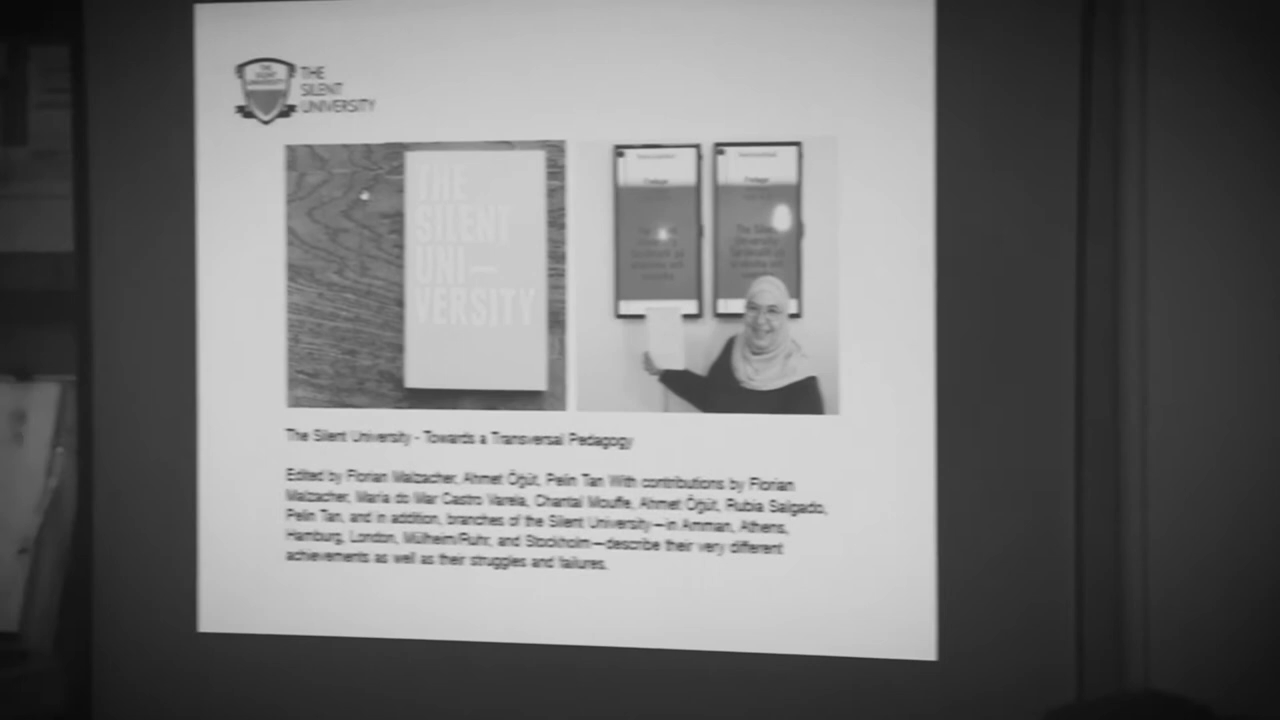 THE
SILENT
UNIVERSITY
THE
SILENT
UNIVERSITY
THE
SILENT
UNI—
VERSITY
The Silent University - Towards a Transversal Pedagogy
Edited by Florian Malzacher, Ahmet Öğüt, Pelin Tan With contributions by Florian
Malzacher, María do Mar Castro Varela, Chantal Mouffe, Ahmet Öğüt, Rubia Salgado,
Pelin Tan, and in addition, branches of the Silent University—in Amman, Athens,
Hamburg, London, Mülheim/Ruhr, and Stockholm—describe their very different
achievements as well as their struggles and failures.